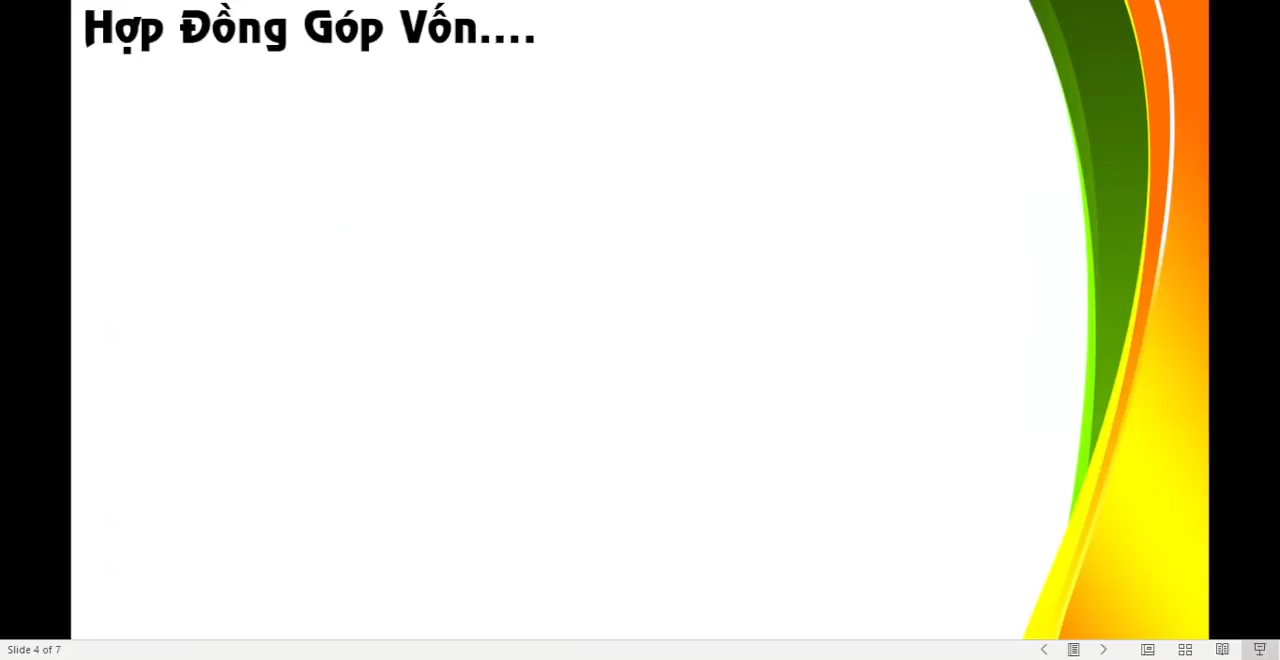 Hợp Đồng Góp Vốn....
Slide 4 of 7